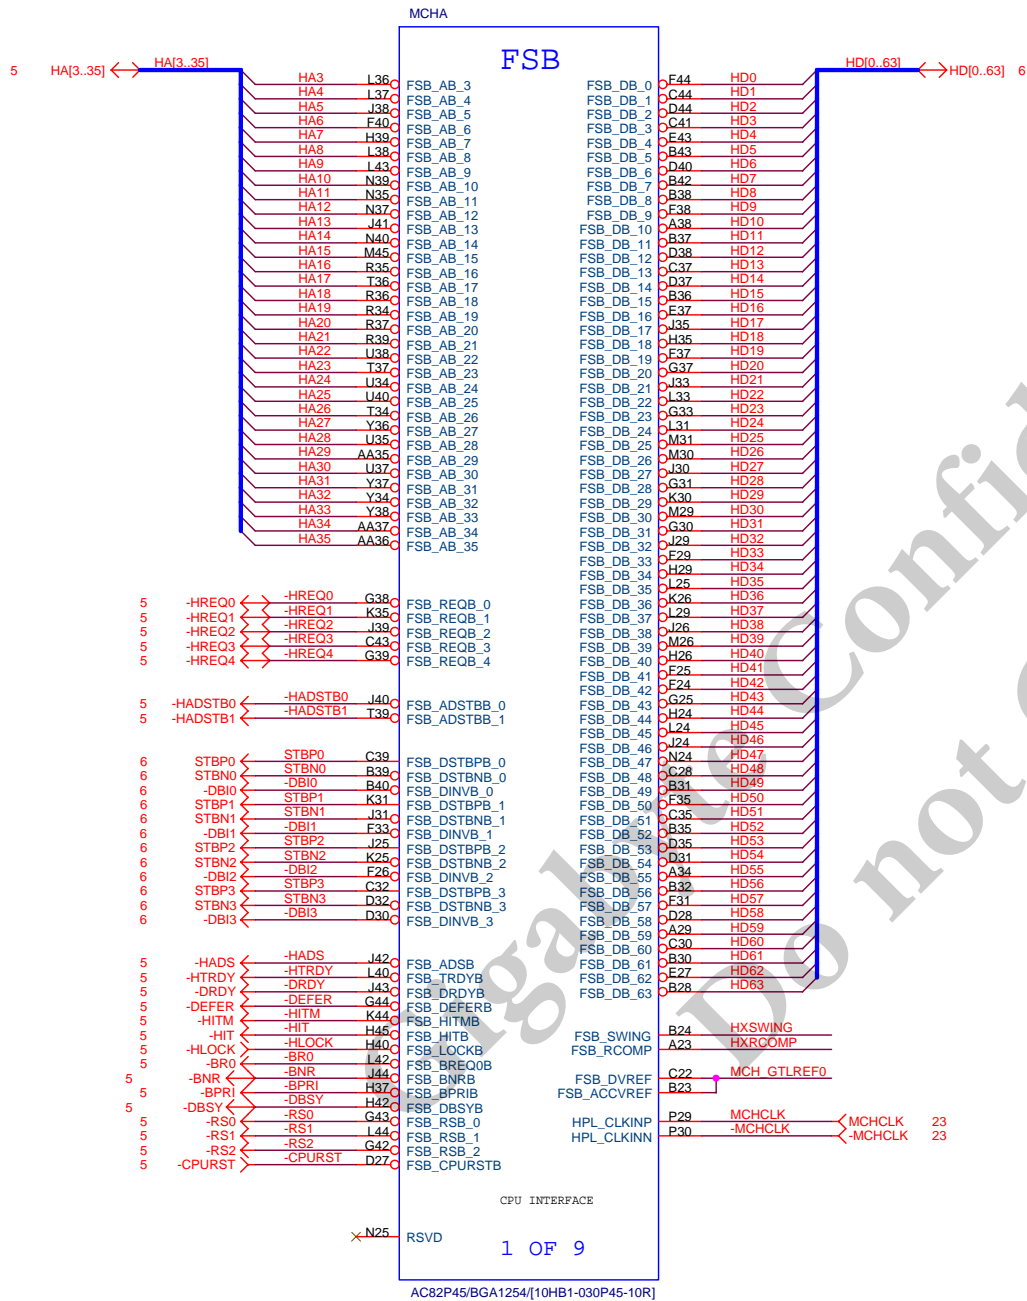 MCHA
FSB
5 HA[3..35] HA[3..35] HD[0..63] HD[0..63] 6
HA3 L36 FSB_AB_3 FSB_DB_0 F44 HD0
HA4 L37 FSB_AB_4 FSB_DB_1 C44 HD1
HA5 J38 FSB_AB_5 FSB_DB_2 D44 HD2
HA6 F40 FSB_AB_6 FSB_DB_3 C41 HD3
HA7 H39 FSB_AB_7 FSB_DB_4 E43 HD4
HA8 L38 FSB_AB_8 FSB_DB_5 B43 HD5
HA9 L43 FSB_AB_9 FSB_DB_6 D40 HD6
HA10 N39 FSB_AB_10 FSB_DB_7 B42 HD7
HA11 N35 FSB_AB_11 FSB_DB_8 B38 HD8
HA12 N37 FSB_AB_12 FSB_DB_9 F38 HD9
HA13 J41 FSB_AB_13 FSB_DB_10 A38 HD10
HA14 N40 FSB_AB_14 FSB_DB_11 B37 HD11
HA15 M45 FSB_AB_15 FSB_DB_12 D38 HD12
HA16 R35 FSB_AB_16 FSB_DB_13 C37 HD13
HA17 T36 FSB_AB_17 FSB_DB_14 D37 HD14
HA18 R36 FSB_AB_18 FSB_DB_15 B36 HD15
HA19 R34 FSB_AB_19 FSB_DB_16 E37 HD16
HA20 R37 FSB_AB_20 FSB_DB_17 J35 HD17
HA21 R39 FSB_AB_21 FSB_DB_18 H35 HD18
HA22 U38 FSB_AB_22 FSB_DB_19 F37 HD19
HA23 T37 FSB_AB_23 FSB_DB_20 G37 HD20
HA24 U34 FSB_AB_24 FSB_DB_21 J33 HD21
HA25 U40 FSB_AB_25 FSB_DB_22 L33 HD22
HA26 T34 FSB_AB_26 FSB_DB_23 G33 HD23
HA27 Y36 FSB_AB_27 FSB_DB_24 L31 HD24
HA28 U35 FSB_AB_28 FSB_DB_25 M31 HD25
HA29 AA35 FSB_AB_29 FSB_DB_26 M30 HD26
HA30 U37 FSB_AB_30 FSB_DB_27 J30 HD27
HA31 Y37 FSB_AB_31 FSB_DB_28 G31 HD28
HA32 Y34 FSB_AB_32 FSB_DB_29 K30 HD29
HA33 Y38 FSB_AB_33 FSB_DB_30 M29 HD30
HA34 AA37 FSB_AB_34 FSB_DB_31 G30 HD31
HA35 AA36 FSB_AB_35 FSB_DB_32 J29 HD32
FSB_DB_33 F29 HD33
FSB_DB_34 H29 HD34
FSB_DB_35 L25 HD35
5 -HREQ0 -HREQ0 G38 FSB_REQB_0 FSB_DB_36 K26 HD36
5 -HREQ1 -HREQ1 K35 FSB_REQB_1 FSB_DB_37 L29 HD37
5 -HREQ2 -HREQ2 J39 FSB_REQB_2 FSB_DB_38 J26 HD38
5 -HREQ3 -HREQ3 C43 FSB_REQB_3 FSB_DB_39 M26 HD39
5 -HREQ4 -HREQ4 G39 FSB_REQB_4 FSB_DB_40 H26 HD40
FSB_DB_41 F25 HD41
FSB_DB_42 F24 HD42
5 -HADSTB0 -HADSTB0 J40 FSB_ADSTBB_0 FSB_DB_43 G25 HD43
5 -HADSTB1 -HADSTB1 T39 FSB_ADSTBB_1 FSB_DB_44 H24 HD44
FSB_DB_45 L24 HD45
FSB_DB_46 J24 HD46
6 STBP0 STBP0 C39 FSB_DSTBPB_0 FSB_DB_47 N24 HD47
6 STBN0 STBN0 B39 FSB_DSTBNB_0 FSB_DB_48 C28 HD48
6 -DBI0 -DBI0 B40 FSB_DINVB_0 FSB_DB_49 B31 HD49
6 STBP1 STBP1 K31 FSB_DSTBPB_1 FSB_DB_50 F35 HD50
6 STBN1 STBN1 J31 FSB_DSTBNB_1 FSB_DB_51 C35 HD51
6 -DBI1 -DBI1 F33 FSB_DINVB_1 FSB_DB_52 B35 HD52
6 STBP2 STBP2 J25 FSB_DSTBPB_2 FSB_DB_53 D35 HD53
6 STBN2 STBN2 K25 FSB_DSTBNB_2 FSB_DB_54 D31 HD54
6 -DBI2 -DBI2 F26 FSB_DINVB_2 FSB_DB_55 A34 HD55
6 STBP3 STBP3 C32 FSB_DSTBPB_3 FSB_DB_56 B32 HD56
6 STBN3 STBN3 D32 FSB_DSTBNB_3 FSB_DB_57 F31 HD57
6 -DBI3 -DBI3 D30 FSB_DINVB_3 FSB_DB_58 D28 HD58
FSB_DB_59 A29 HD59
FSB_DB_60 C30 HD60
5 -HADS -HADS J42 FSB_ADSB FSB_DB_61 B30 HD61
5 -HTRDY -HTRDY L40 FSB_TRDYB FSB_DB_62 E27 HD62
5 -DRDY -DRDY J43 FSB_DRDYB FSB_DB_63 B28 HD63
5 -DEFER -DEFER G44 FSB_DEFERB
5 -HITM -HITM K44 FSB_HITMB
5 -HIT -HIT H45 FSB_HITB FSB_SWING B24 HXSWING
5 -HLOCK -HLOCK H40 FSB_LOCKB FSB_RCOMP A23 HXRCOMP
5 -BR0 -BR0 L42 FSB_BREQ0B
5 -BNR -BNR J44 FSB_BNRB FSB_DVREF C22 MCH_GTLREF0
5 -BPRI -BPRI H37 FSB_BPRIB FSB_ACCVREF B23
5 -DBSY -DBSY H42 FSB_DBSYB
5 -RS0 -RS0 G43 FSB_RSB_0 HPL_CLKINP P29 MCHCLK MCHCLK 23
5 -RS1 -RS1 L44 FSB_RSB_1 HPL_CLKINN P30 -MCHCLK -MCHCLK 23
5 -RS2 -RS2 G42 FSB_RSB_2
5 -CPURST -CPURST D27 FSB_CPURSTB
CPU INTERFACE
N25 RSVD
1 OF 9
AC82P45/BGA1254/[10HB1-030P45-10R]
Gigabyte Confid
Do not